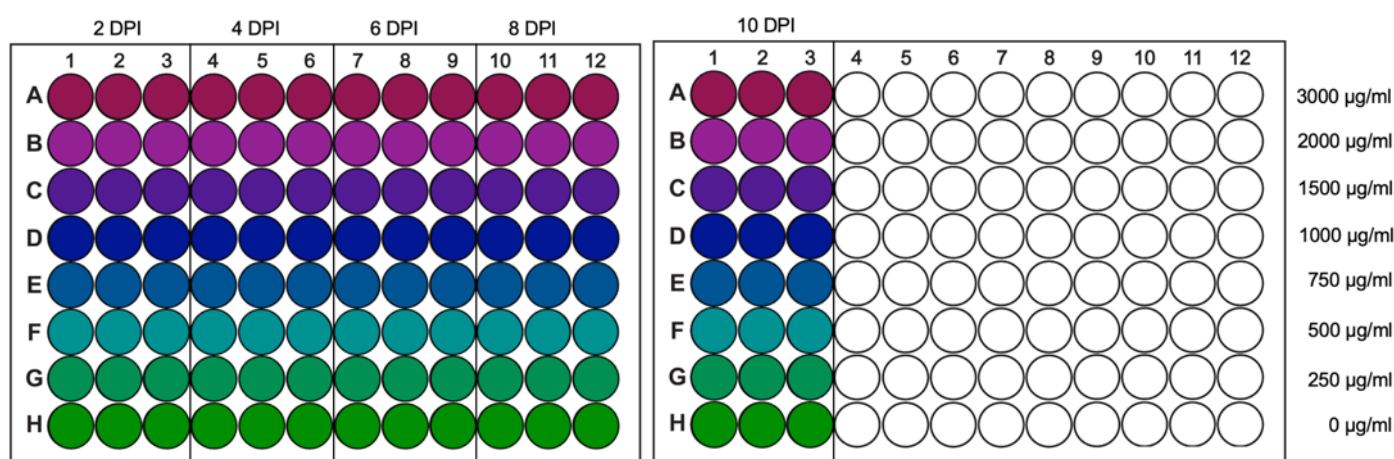 2 DPI 4 DPI 6 DPI 8 DPI 10 DPI
1 2 3 4 5 6 7 8 9 10 11 12 1 2 3 4 5 6 7 8 9 10 11 12
A A 3000 µg/ml
B B 2000 µg/ml
C C 1500 µg/ml
D D 1000 µg/ml
E E 750 µg/ml
F F 500 µg/ml
G G 250 µg/ml
H H 0 µg/ml